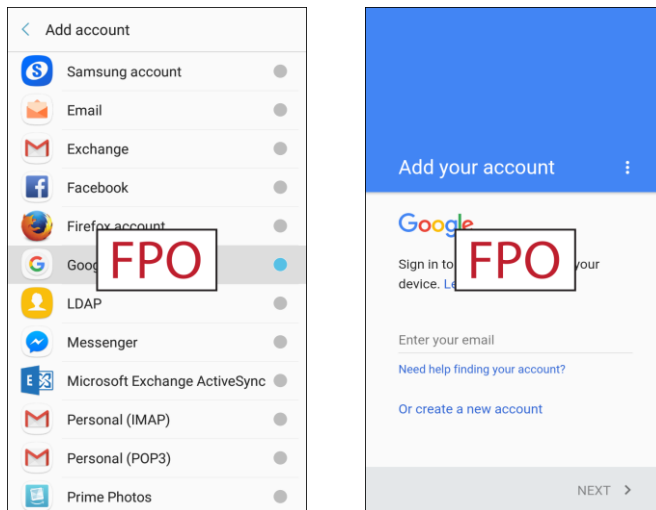 Add account
Samsung account
Email
Exchange
Facebook
Firefox account
Goog
FPO
LDAP
Messenger
Microsoft Exchange ActiveSync
Personal (IMAP)
Personal (POP3)
Prime Photos
Add your account
Google
Sign in to
FPO
your
device.
Enter your email
Need help finding your account?
Or create a new account
NEXT